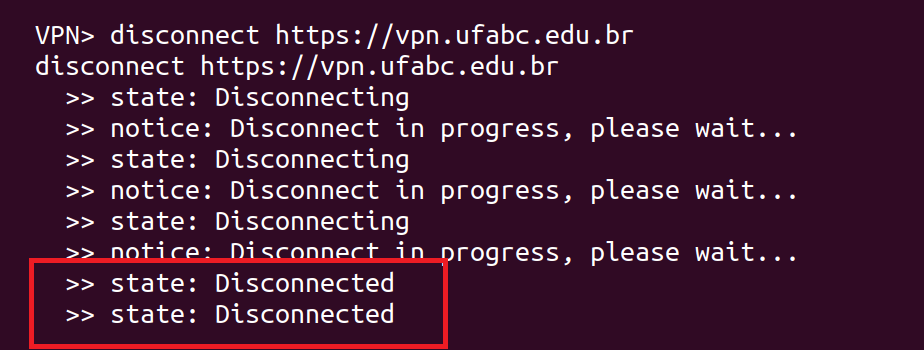 VPN> disconnect https://vpn.ufabc.edu.br
disconnect https://vpn.ufabc.edu.br
>> state: Disconnecting
>> notice: Disconnect in progress, please wait...
>> state: Disconnecting
>> notice: Disconnect in progress, please wait...
>> state: Disconnecting
>> notice: Disconnect in progress, please wait...
>> state: Disconnected
>> state: Disconnected